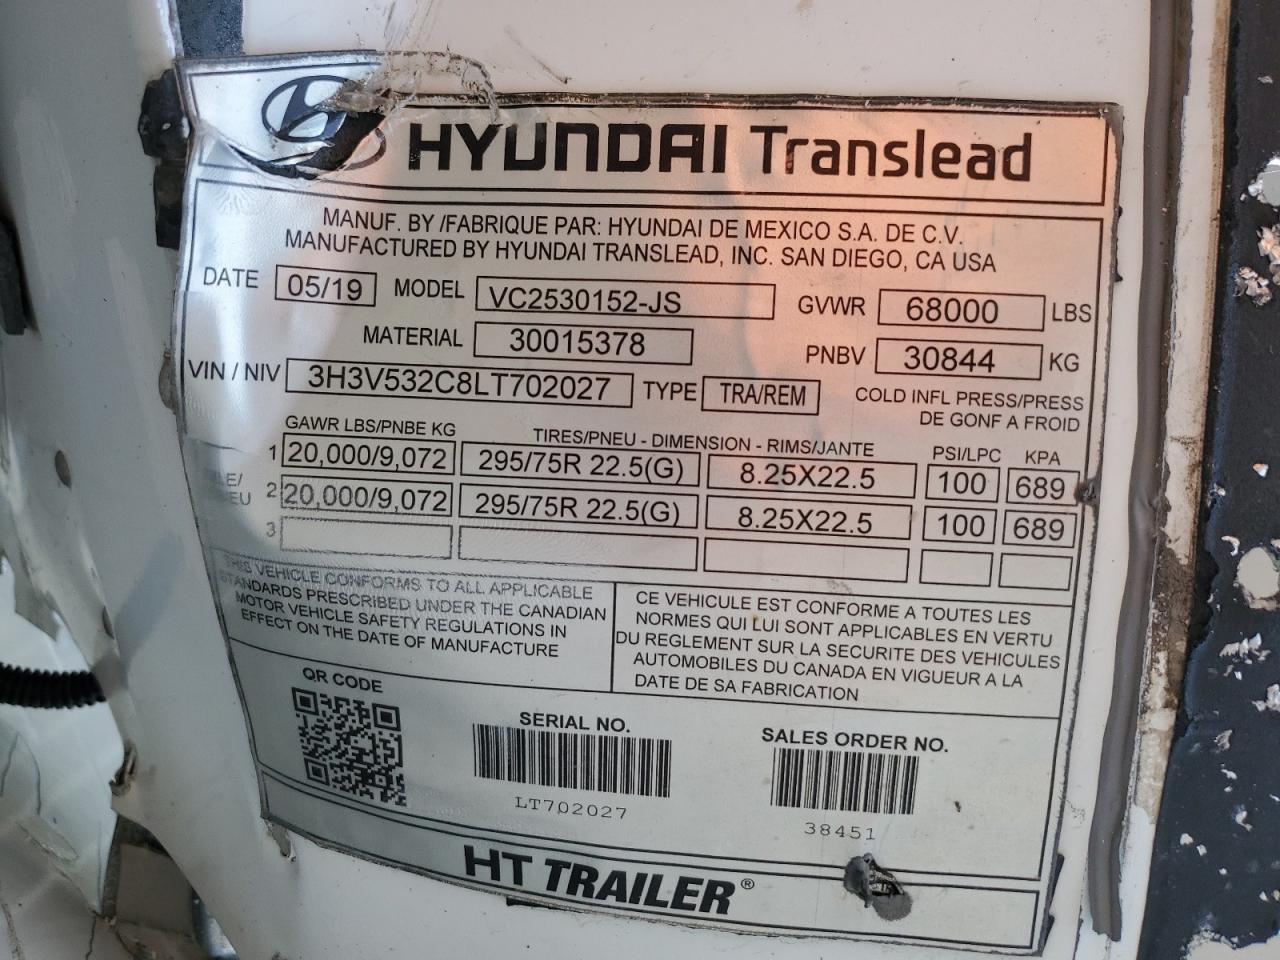 HYUNDAI Translead
MANUF. BY /FABRIQUE PAR: HYUNDAI DE MEXICO S.A. DE C.V.
MANUFACTURED BY HYUNDAI TRANSLEAD, INC. SAN DIEGO, CA USA
DATE 05/19 MODEL VC2530152-JS GVWR 68000 LBS
MATERIAL 30015378 PNBV 30844 KG
VIN / NIV 3H3V532C8LT702027 TYPE TRA/REM COLD INFL PRESS/PRESS
DE GONF A FROID
GAWR LBS/PNBE KG TIRES/PNEU - DIMENSION - RIMS/JANTE PSI/LPC KPA
1 20,000/9,072 295/75R 22.5(G) 8.25X22.5 100 689
2 20,000/9,072 295/75R 22.5(G) 8.25X22.5 100 689
3
THIS VEHICLE CONFORMS TO ALL APPLICABLE
STANDARDS PRESCRIBED UNDER THE CANADIAN
MOTOR VEHICLE SAFETY REGULATIONS IN
EFFECT ON THE DATE OF MANUFACTURE
CE VEHICULE EST CONFORME A TOUTES LES
NORMES QUI LUI SONT APPLICABLES EN VERTU
DU REGLEMENT SUR LA SECURITE DES VEHICULES
AUTOMOBILES DU CANADA EN VIGUEUR A LA
DATE DE SA FABRICATION
QR CODE
SERIAL NO.
LT702027
SALES ORDER NO.
38451
HT TRAILER®